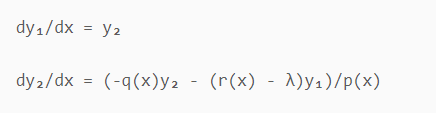 dy₁/dx = y₂
dy₂/dx = (-q(x)y₂ - (r(x) - λ)y₁)/p(x)